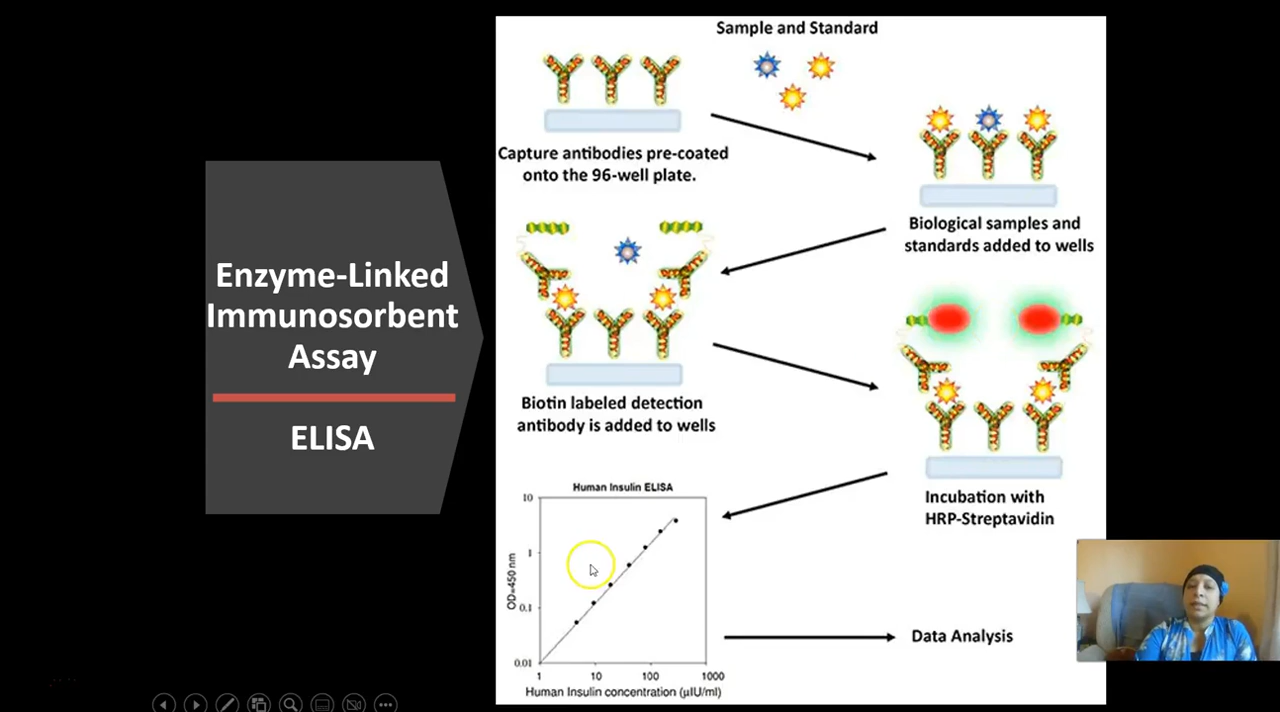 Enzyme-Linked
Immunosorbent
Assay
ELISA
Sample and Standard
Capture antibodies pre-coated
onto the 96-well plate.
Biological samples and
standards added to wells
Biotin labeled detection
antibody is added to wells
Incubation with
HRP-Streptavidin
Human Insulin ELISA
10
1
0.1
0.01
OD=450 nm
1
10
100
1000
Human Insulin concentration (µIU/ml)
Data Analysis